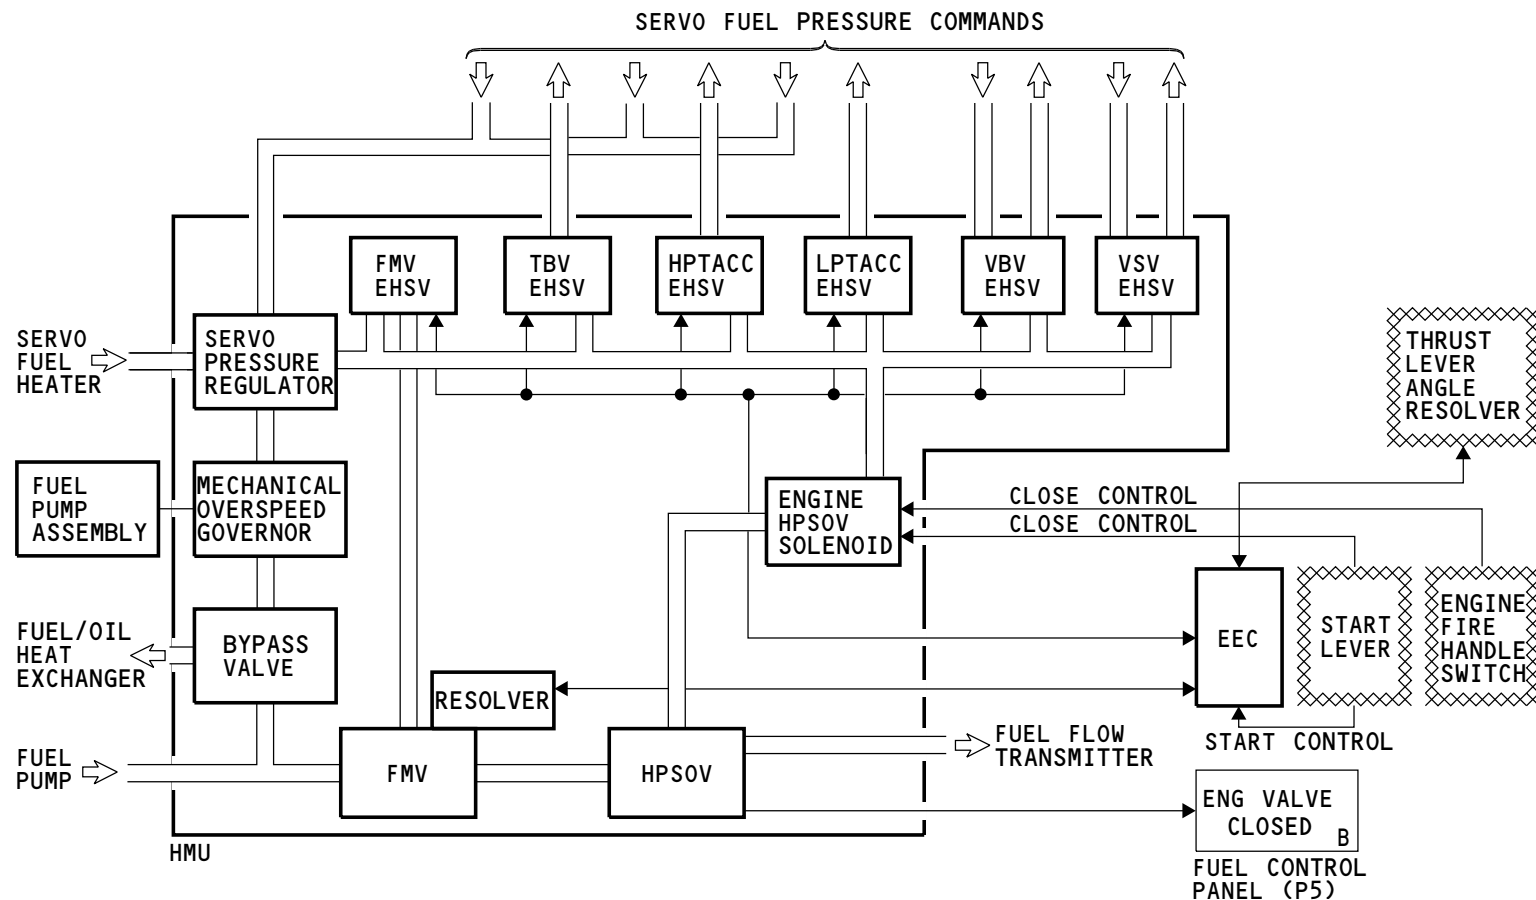 SERVO FUEL PRESSURE COMMANDS
FMV
EHSV
TBV
EHSV
HPTACC
EHSV
LPTACC
EHSV
VBV
EHSV
VSV
EHSV
SERVO
FUEL
HEATER
SERVO
PRESSURE
REGULATOR
THRUST
LEVER
ANGLE
RESOLVER
FUEL
PUMP
ASSEMBLY
MECHANICAL
OVERSPEED
GOVERNOR
ENGINE
HPSOV
SOLENOID
CLOSE CONTROL
CLOSE CONTROL
FUEL/OIL
HEAT
EXCHANGER
BYPASS
VALVE
EEC
START
LEVER
ENGINE
FIRE
HANDLE
SWITCH
RESOLVER
START CONTROL
FUEL
PUMP
FMV
HPSOV
FUEL FLOW
TRANSMITTER
ENG VALVE
CLOSED
B
HMU
FUEL CONTROL
PANEL (P5)